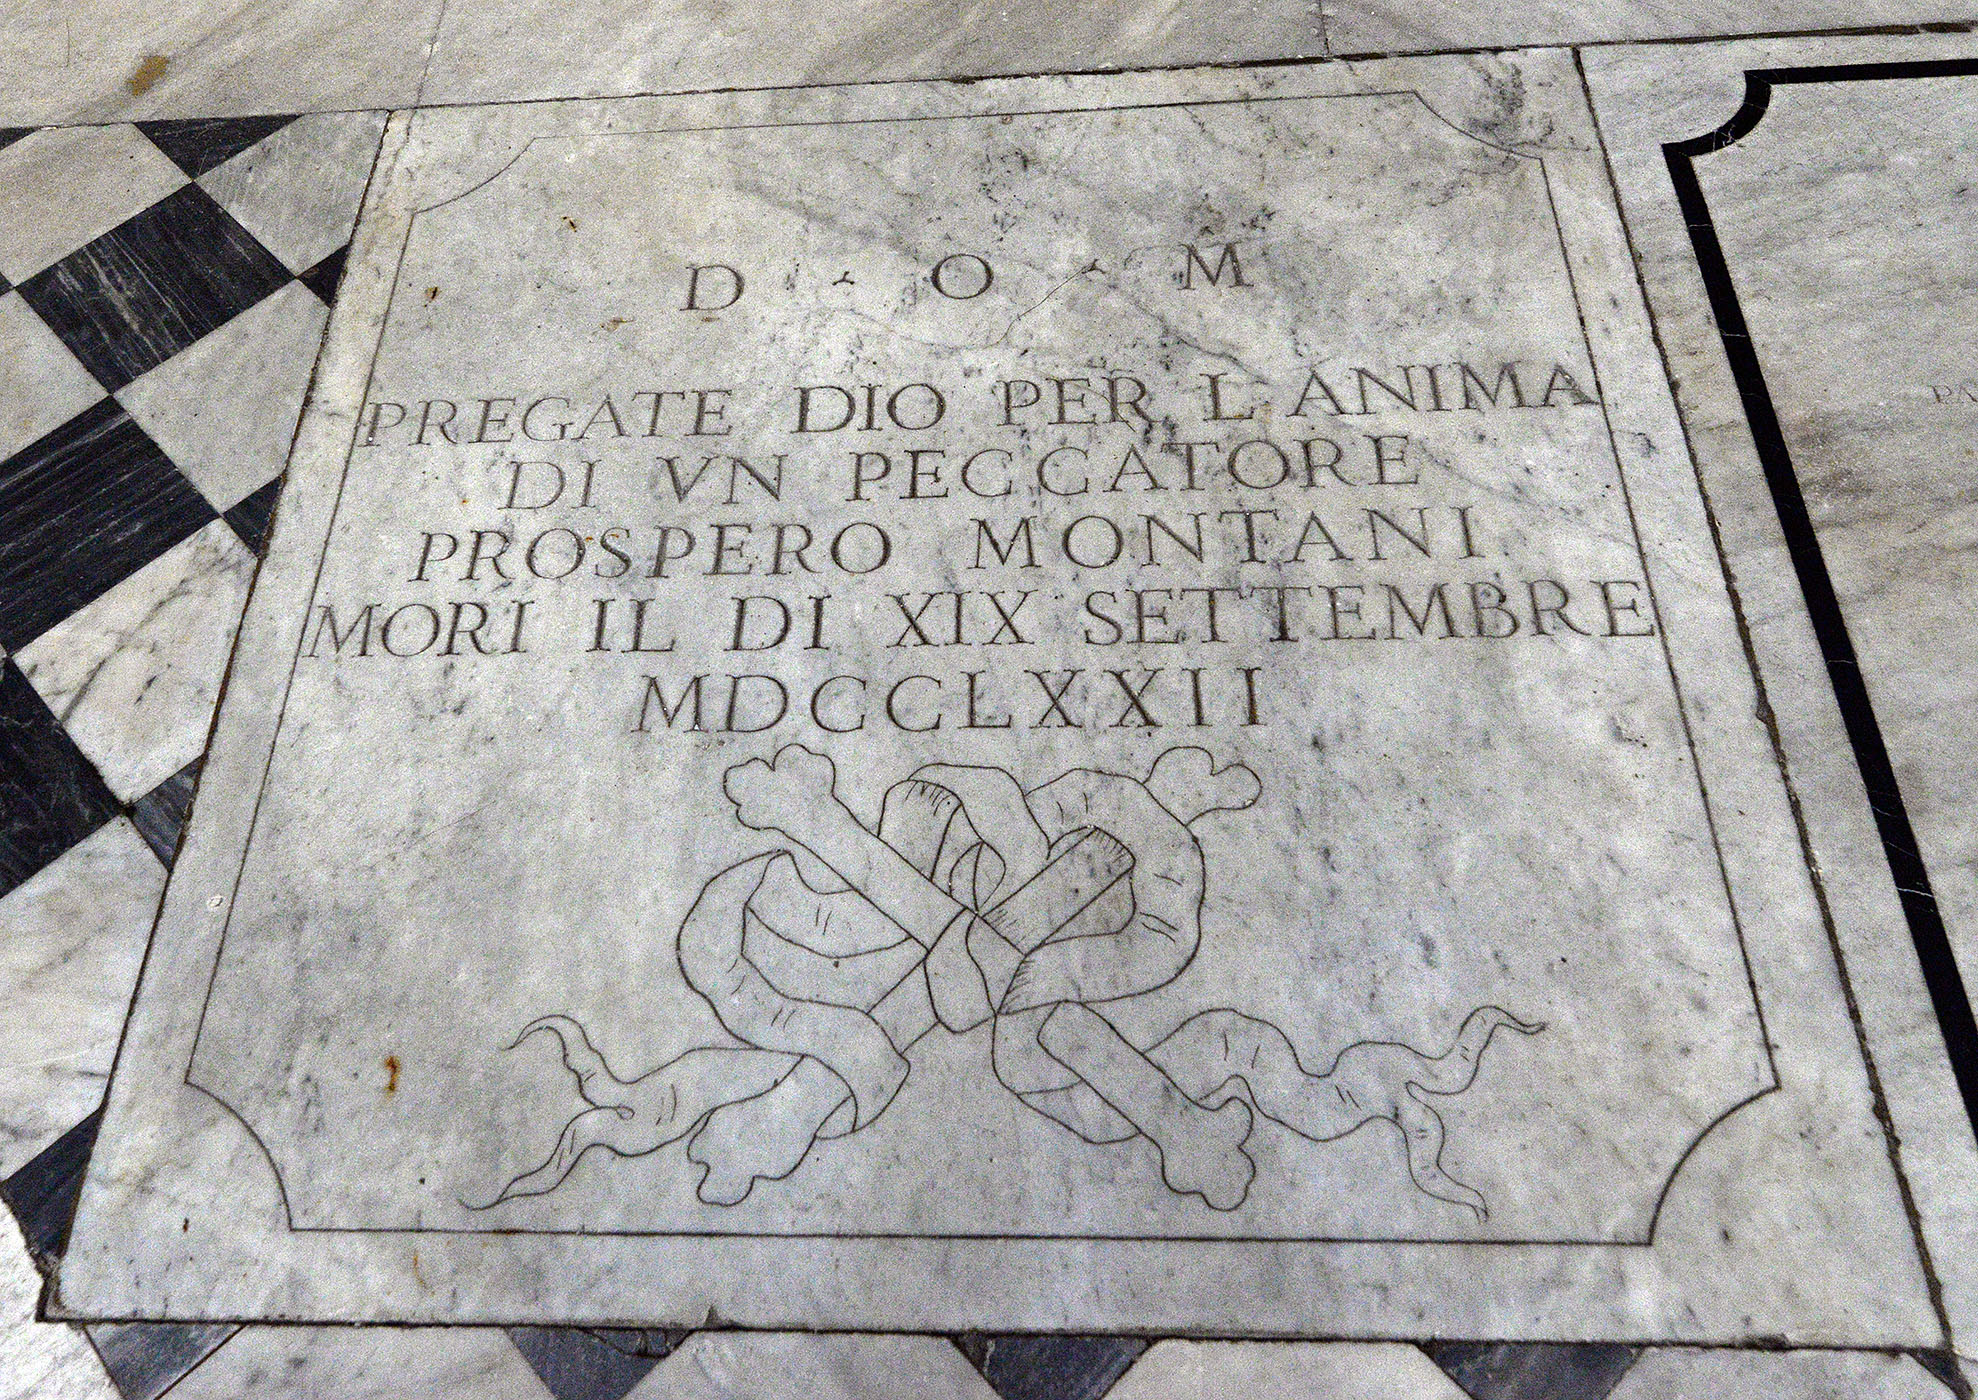 D · O · M
PREGATE DIO PER L ANIMA
DI VN PECCATORE
PROSPERO MONTANI
MORI IL DI XIX SETTEMBRE
MDCCLXXII